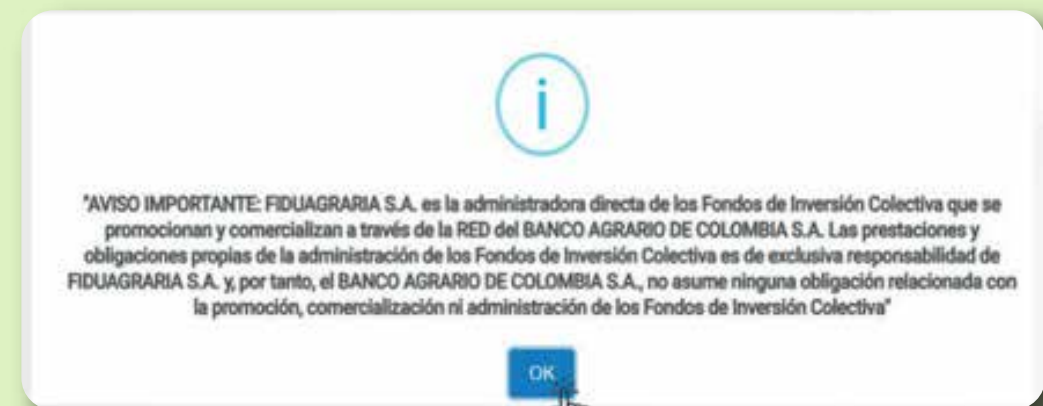 i
"AVISO IMPORTANTE: FIDUAGRARIA S.A. es la administradora directa de los Fondos de Inversión Colectiva que se
promocionan y comercializan a través de la RED del BANCO AGRARIO DE COLOMBIA S.A. Las prestaciones y
obligaciones propias de la administración de los Fondos de Inversión Colectiva es de exclusiva responsabilidad de
FIDUAGRARIA S.A. y, por tanto, el BANCO AGRARIO DE COLOMBIA S.A., no asume ninguna obligación relacionada con
la promoción, comercialización ni administración de los Fondos de Inversión Colectiva"
OK